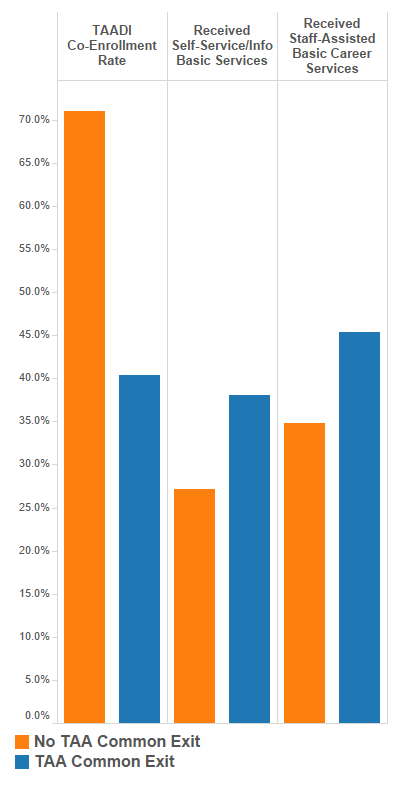 TAADI
Co-Enrollment
Rate
Received
Self-Service/Info
Basic Services
Received
Staff-Assisted
Basic Career
Services
70.0%
65.0%
60.0%
55.0%
50.0%
45.0%
40.0%
35.0%
30.0%
25.0%
20.0%
15.0%
10.0%
5.0%
0.0%
No TAA Common Exit
TAA Common Exit